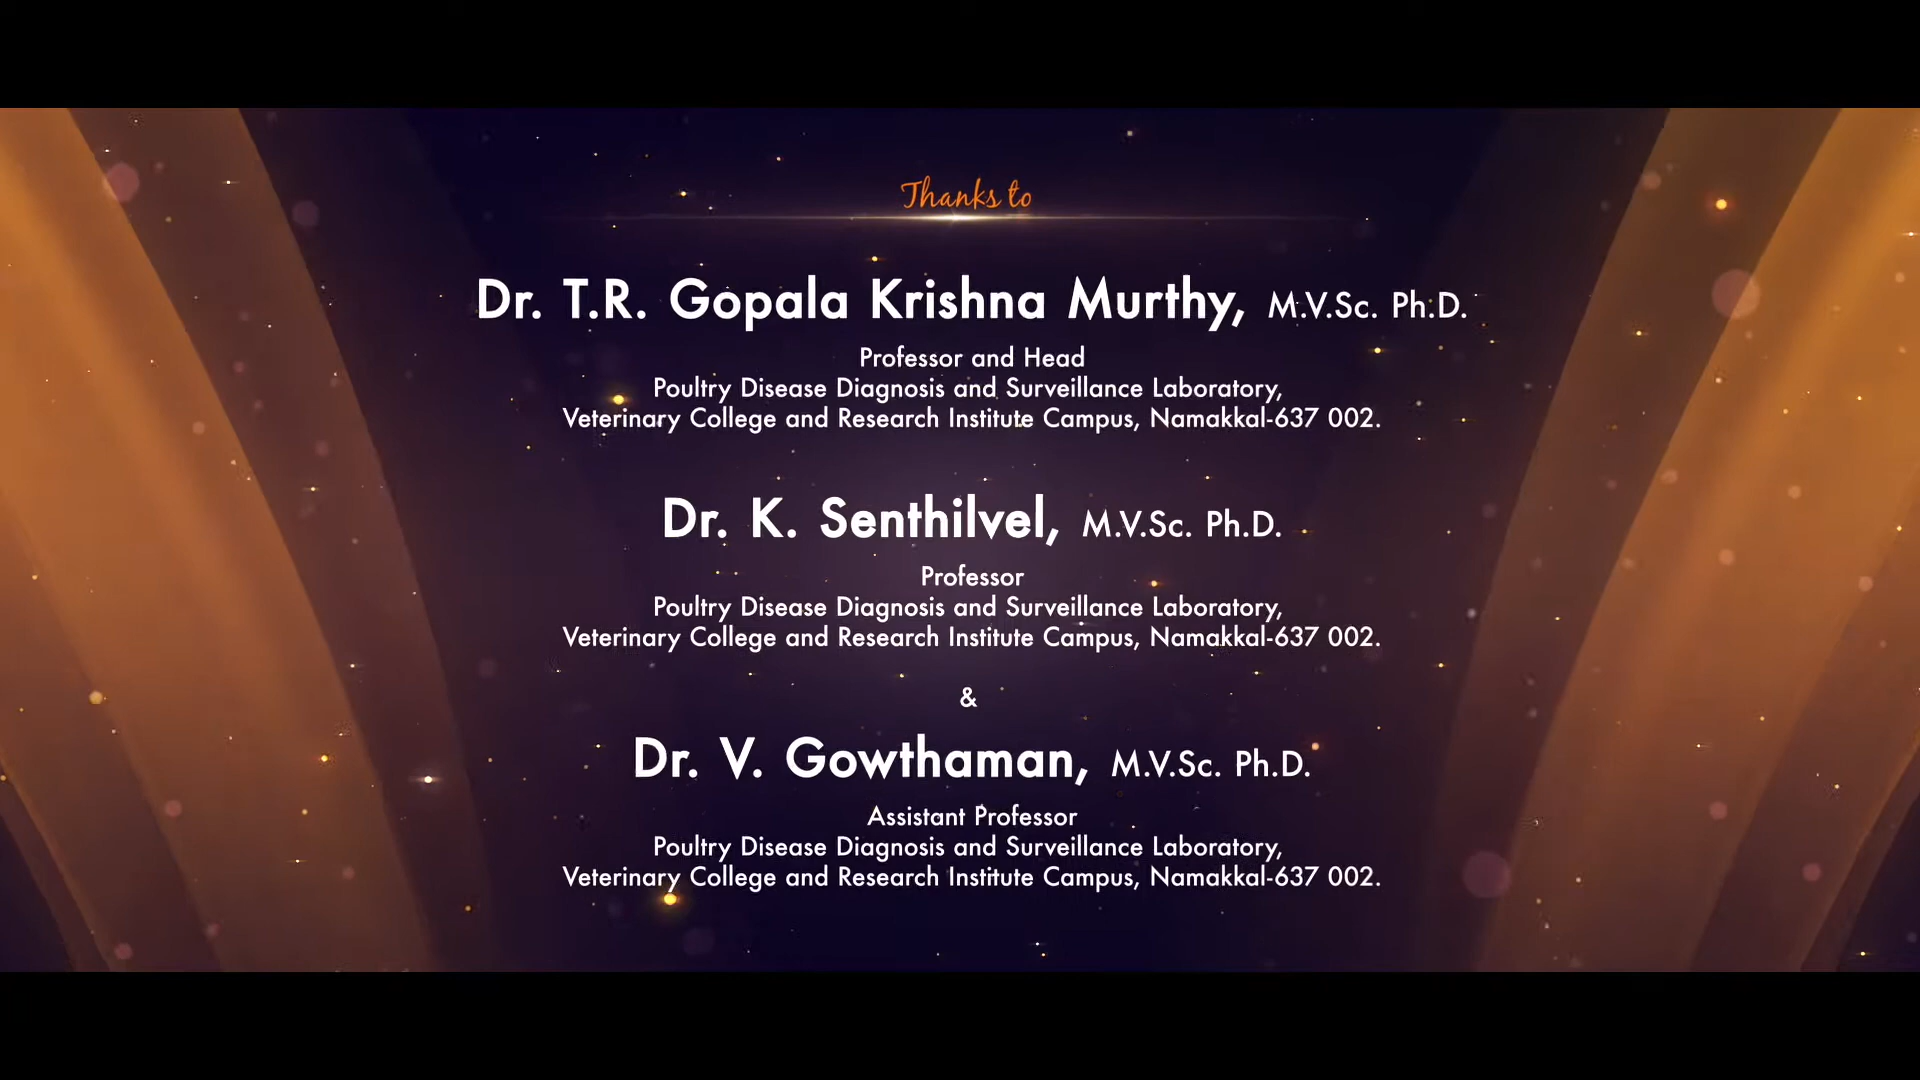 Thanks to
Dr. T.R. Gopala Krishna Murthy, M.V.Sc. Ph.D.
Professor and Head
Poultry Disease Diagnosis and Surveillance Laboratory,
Veterinary College and Research Institute Campus, Namakkal-637 002.
Dr. K. Senthilvel, M.V.Sc. Ph.D.
Professor
Poultry Disease Diagnosis and Surveillance Laboratory,
Veterinary College and Research Institute Campus, Namakkal-637 002.
&
Dr. V. Gowthaman, M.V.Sc. Ph.D.
Assistant Professor
Poultry Disease Diagnosis and Surveillance Laboratory,
Veterinary College and Research Institute Campus, Namakkal-637 002.